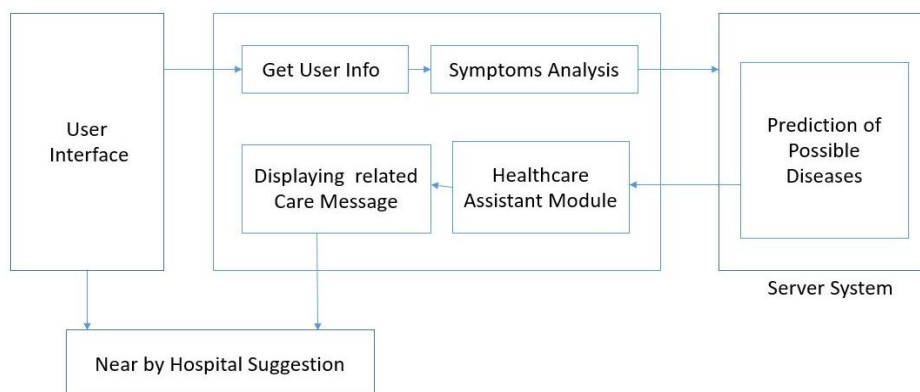 Get User Info
Symptoms Analysis
User
Interface
Prediction of
Possible
Diseases
Displaying related
Care Message
Healthcare
Assistant Module
Server System
Near by Hospital Suggestion